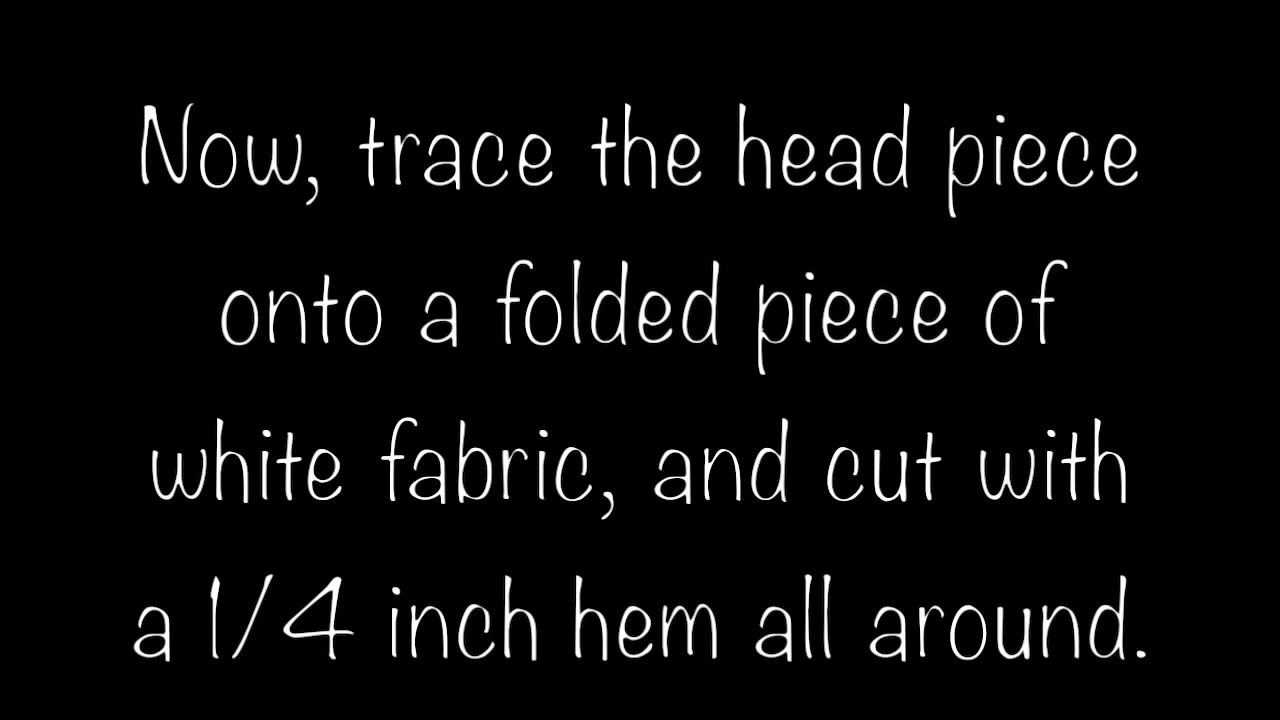 Now, trace the head piece
onto a folded piece of
white fabric, and cut with
a 1/4 inch hem all around.